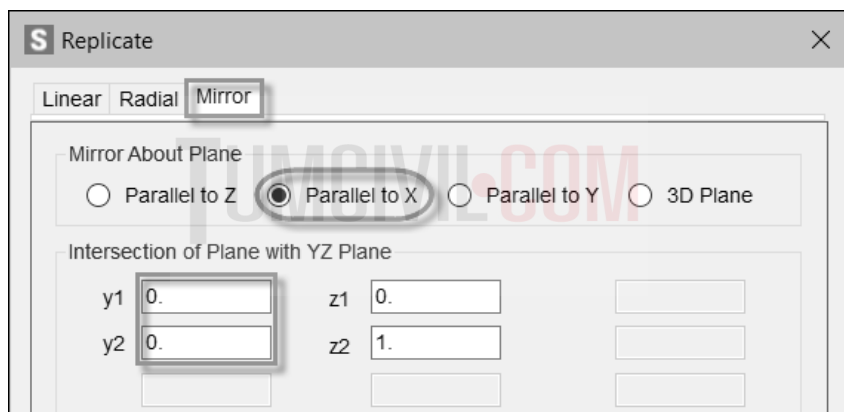 S Replicate
Linear Radial Mirror
TUMCIVIL.COM
Mirror About Plane
Parallel to Z Parallel to X Parallel to Y 3D Plane
Intersection of Plane with YZ Plane
y1 0. z1 0.
y2 0. z2 1.